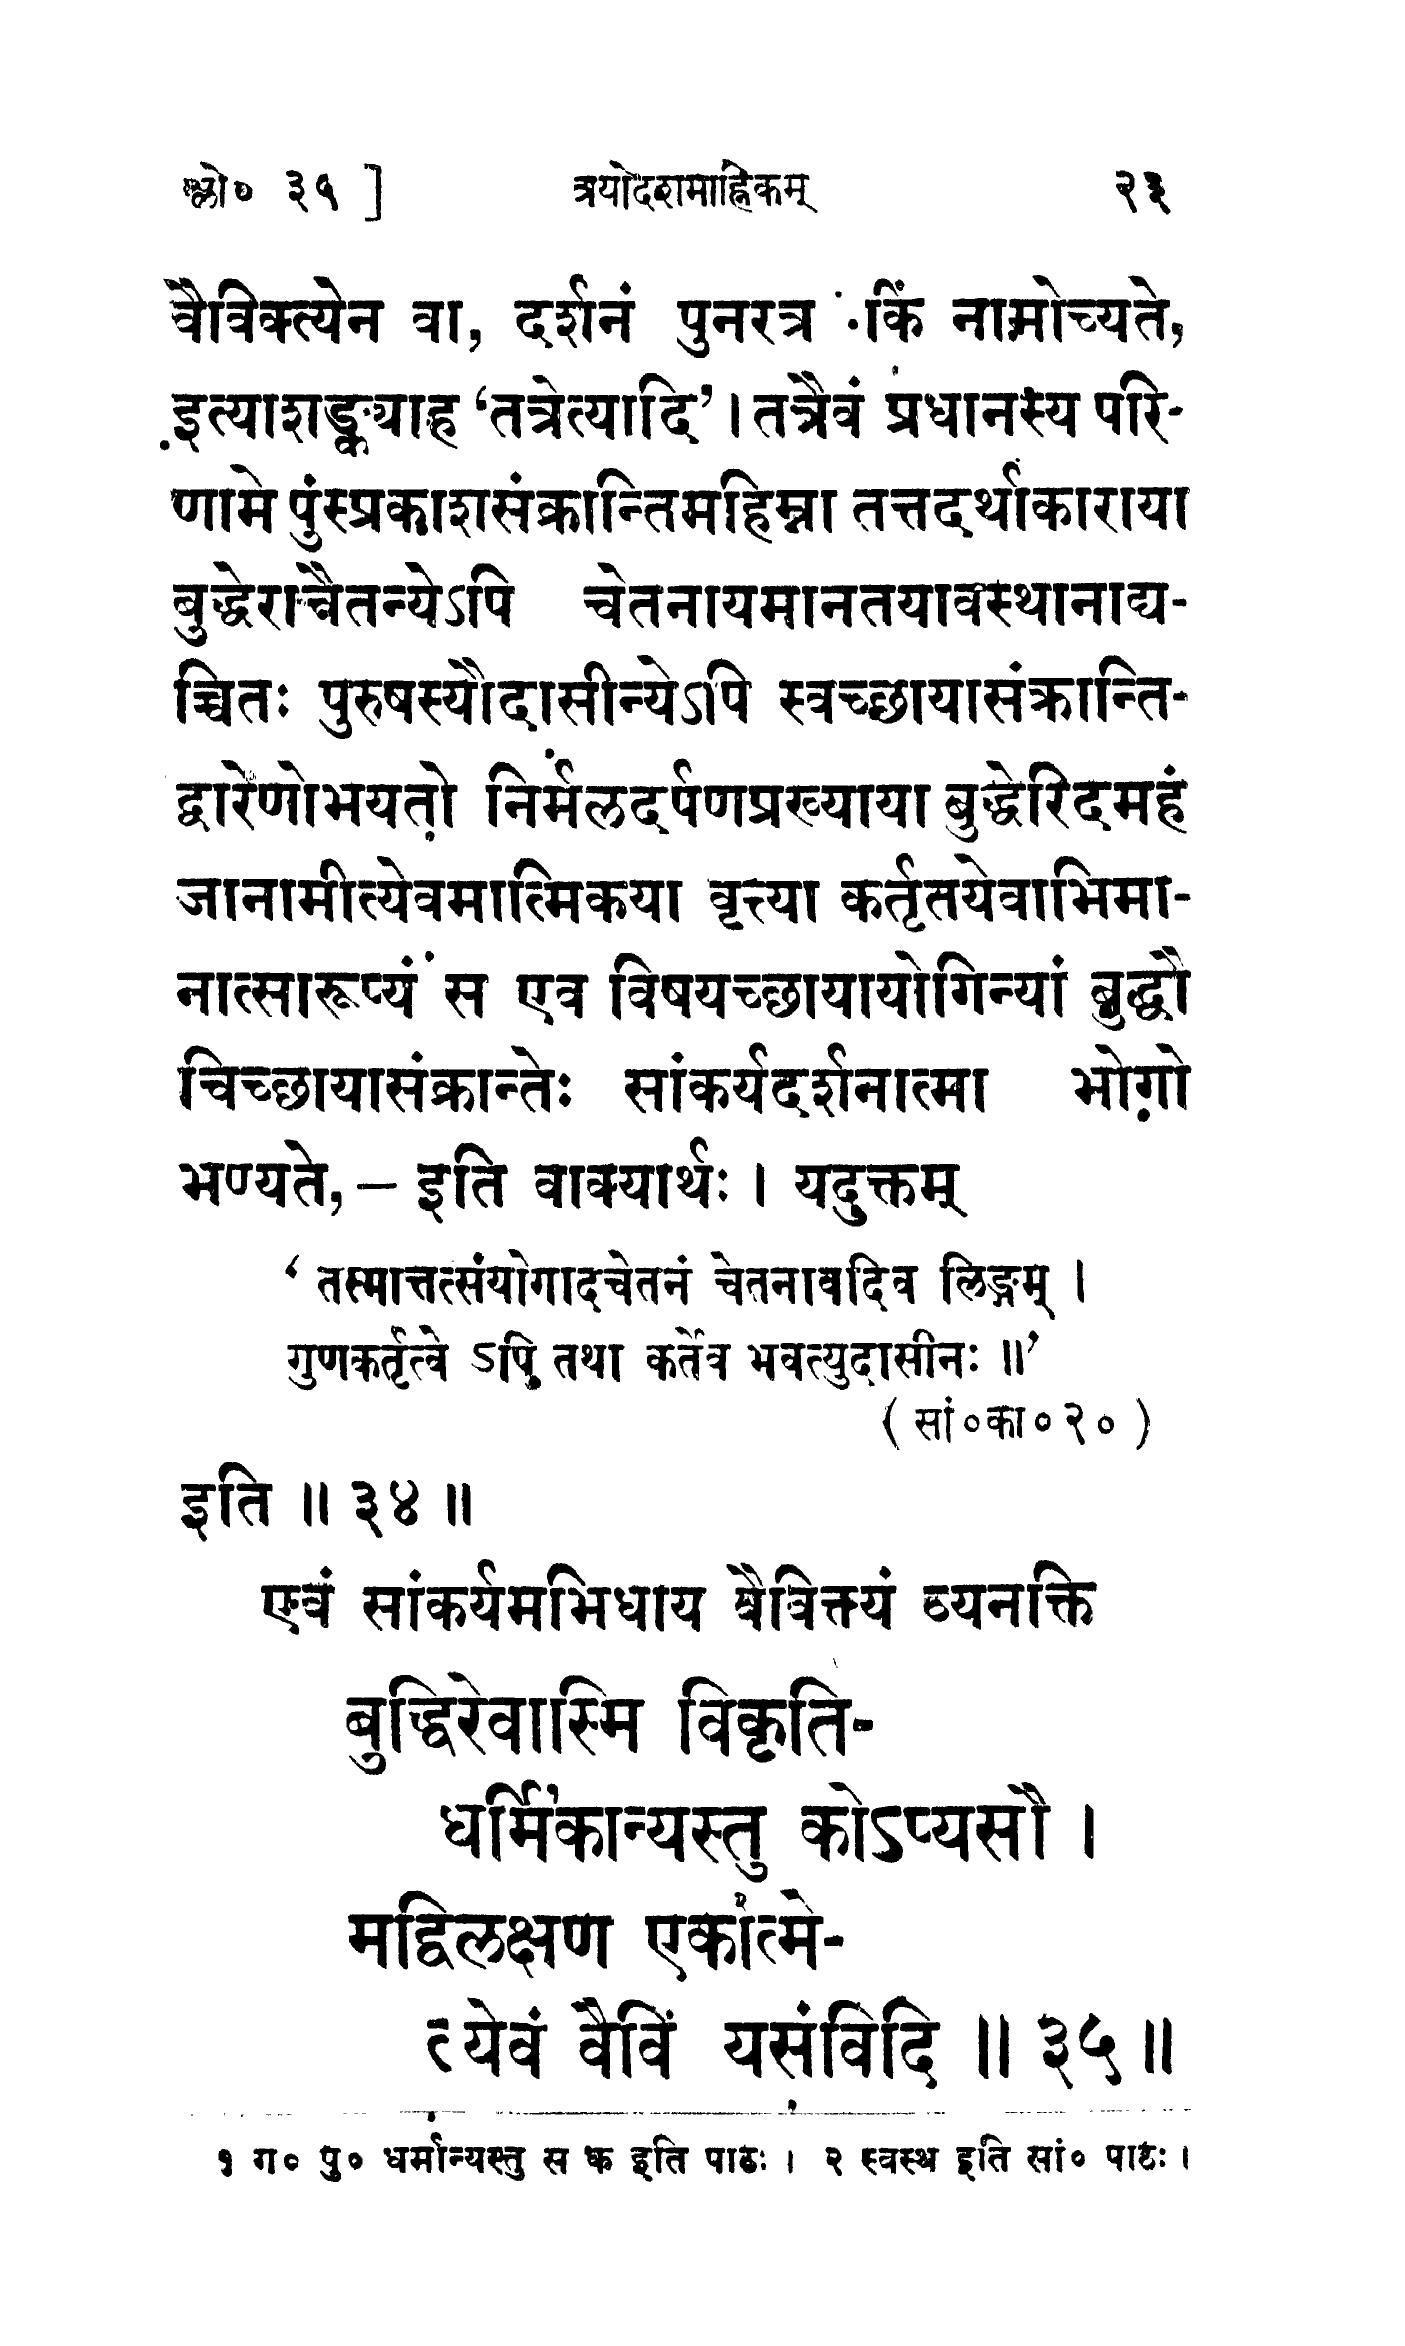 श्लो० ३५ ] त्रयोदशमाह्निकम् २३
वैविक्त्येन वा, दर्शनं पुनरत्र किं नामोच्यते,
इत्याशङ्क्याह ‘तत्रेत्यादि’ । तत्रैवं प्रधानस्य परि-
णामे पुंस्प्रकाशसंक्रान्तिमहिम्ना तत्तदर्थाकाराया
बुद्धेराचैतन्येऽपि चेतनायमानतयावस्थानाद्य-
च्चितः पुरुषस्यौदासीन्येऽपि स्वच्छायासंक्रान्ति-
द्वारेणोभयतो निर्मलदर्पणप्रख्याया बुद्धेरिदमहं
जानामीत्येवमात्मिकया वृत्त्या कर्तृतयेवाभिमा-
नात्सारूप्यं स एव विषयच्छायायोगिन्यां बुद्धौ
चिच्छायासंक्रान्तेः सांकर्यदर्शनात्मा भोगो
भण्यते, – इति वाक्यार्थः । यदुक्तम्
‘ तस्मात्तत्संयोगादचेतनं चेतनावदिव लिङ्गम् ।
गुणकर्तृत्वे ऽपि तथा कर्तेव भवत्युदासीनः ॥’
( सां०का०२० )
इति ॥ ३४ ॥
एवं सांकर्यमभिधाय वैविक्त्यं व्यनक्ति
बुद्धिरेवास्मि विकृति-
धर्मिकान्यस्तु कोऽप्यसौ ।
मद्विलक्षण एकात्मे-
त्येवं ॥ ३५ ॥
१ ग० पु० धर्मान्यस्तु स क इति पाठः । २ स्वस्थ इति सां० पाठः ।